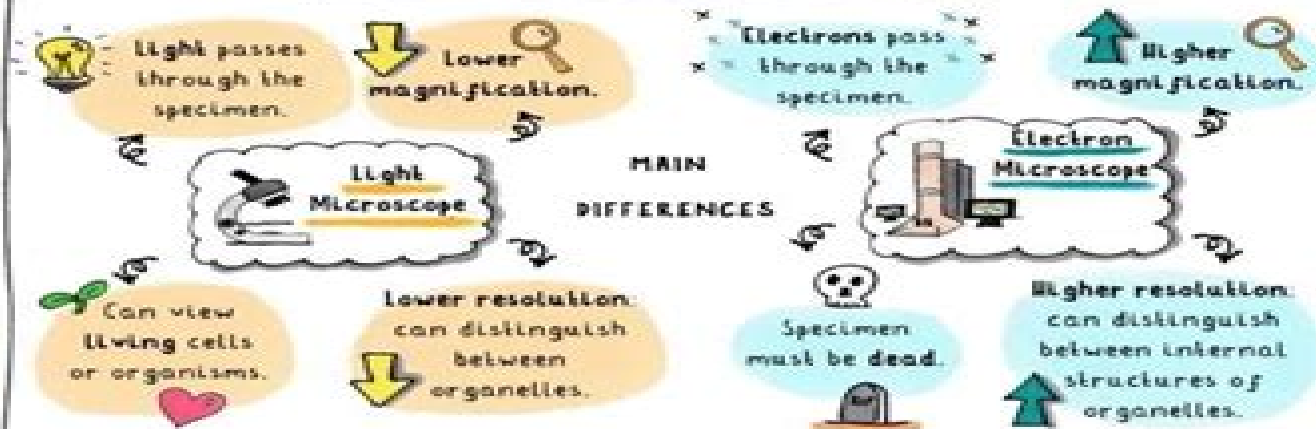 Light passes
through the
specimen.
Lower
magnification.
Electrons pass
through the
specimen.
Higher
magnification.
Light
Microscope
MAIN
DIFFERENCES
Electron
Microscope
Can view
living cells
or organisms.
Lower resolution:
can distinguish
between
organelles.
Specimen
must be dead.
Higher resolution:
can distinguish
between internal
structures of
organelles.